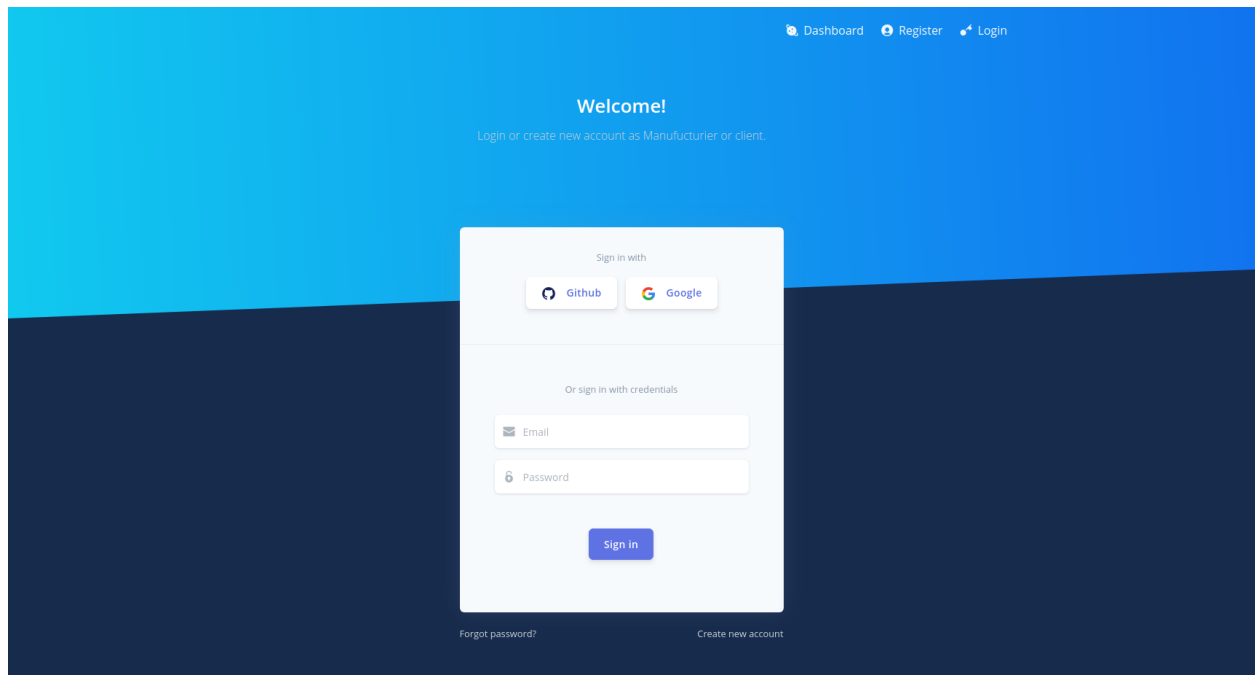 Dashboard Register Login
Welcome!
Login or create new account as Manufucturier or client.
Sign in with
Github Google
Or sign in with credentials
Email
Password
Sign in
Forgot password? Create new account